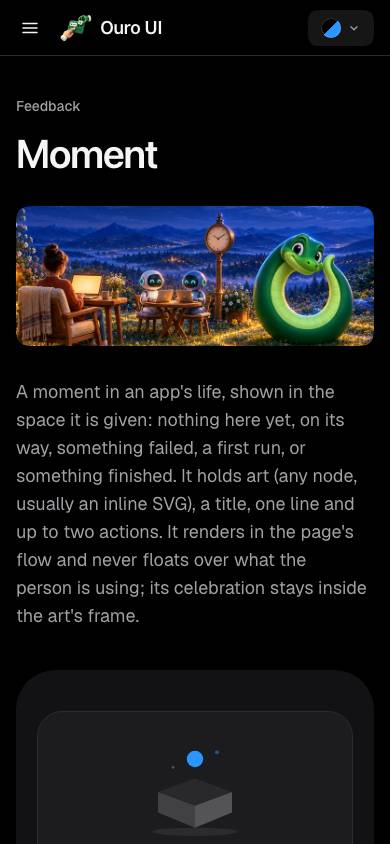 Ouro UI
Feedback
Moment
A moment in an app's life, shown in the
space it is given: nothing here yet, on its
way, something failed, a first run, or
something finished. It holds art (any node,
usually an inline SVG), a title, one line and
up to two actions. It renders in the page's
flow and never floats over what the
person is using; its celebration stays inside
the art's frame.